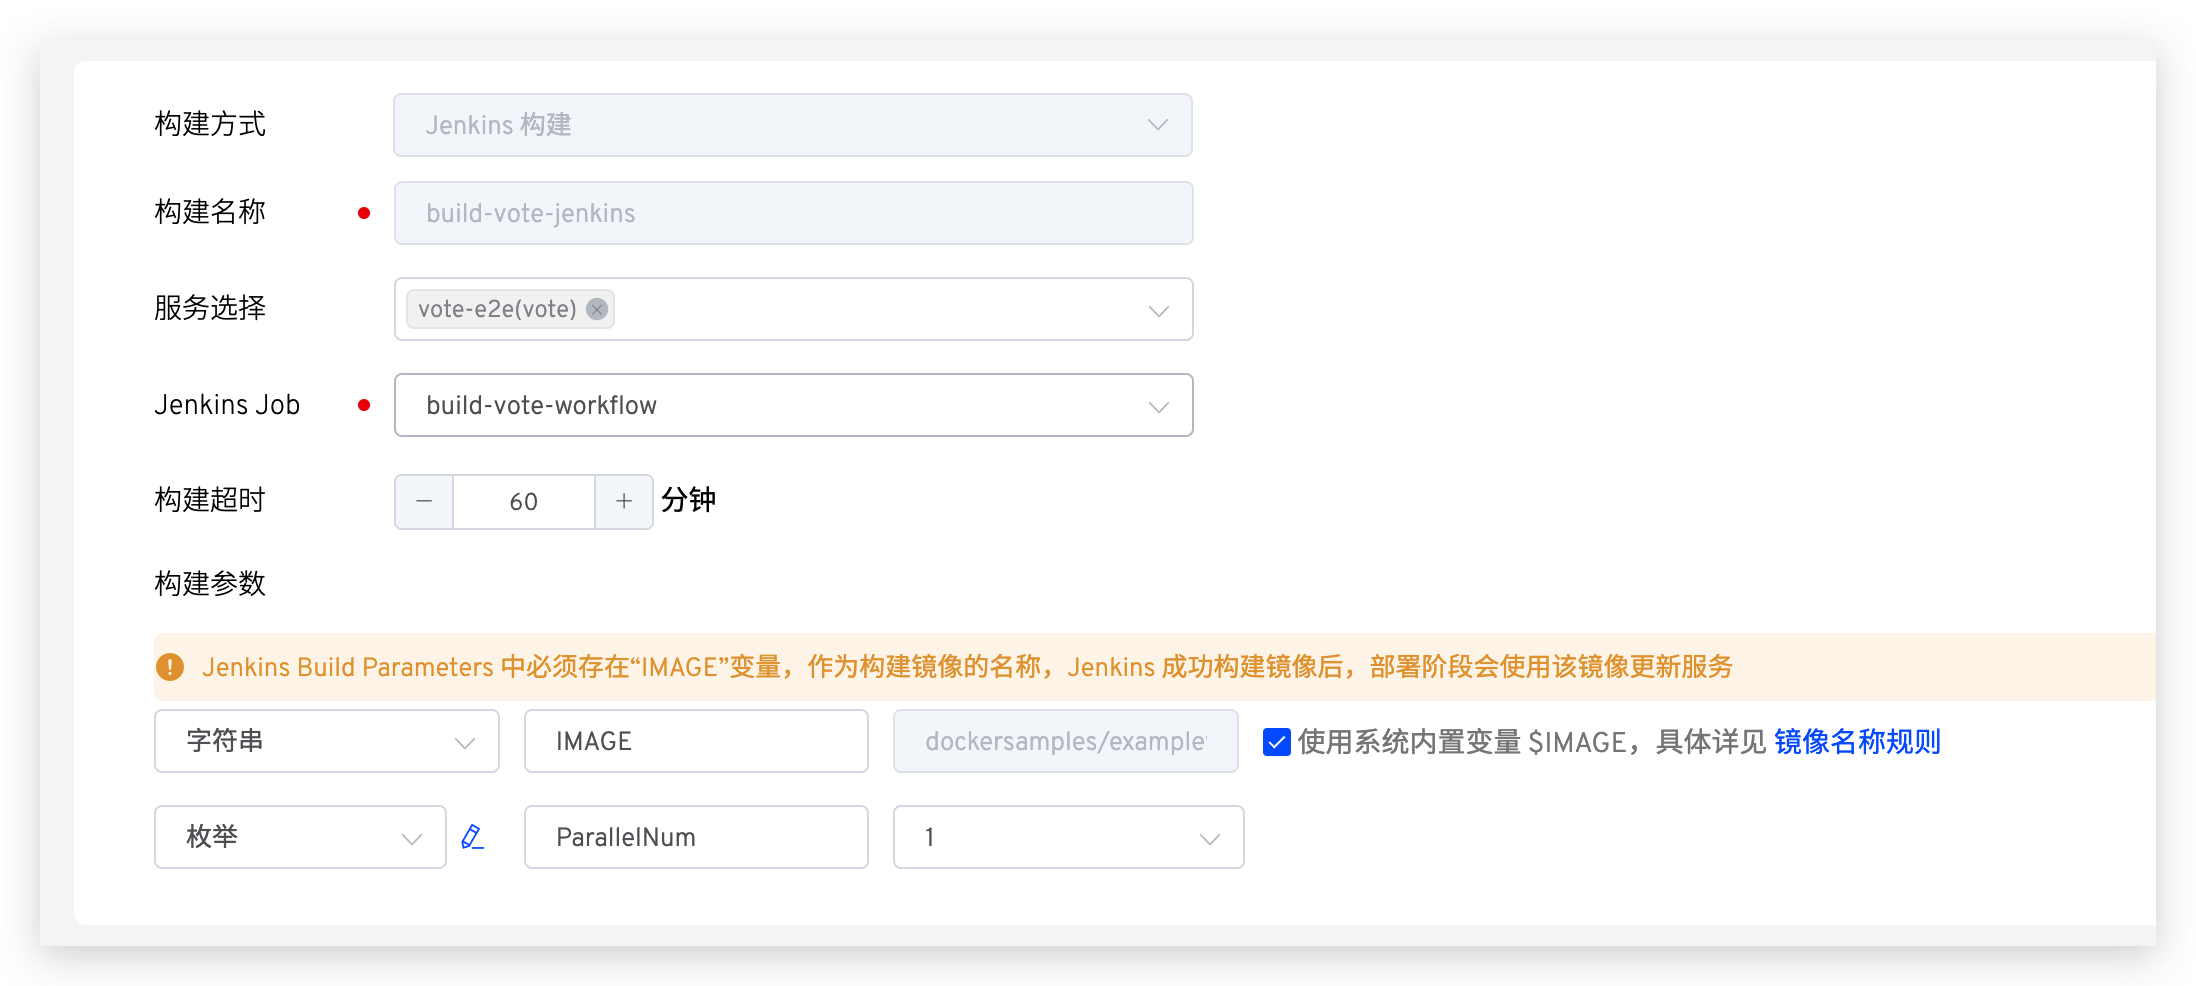 构建方式 Jenkins 构建
构建名称 build-vote-jenkins
服务选择 vote-e2e(vote)
Jenkins Job build-vote-workflow
构建超时 60 分钟
构建参数
Jenkins Build Parameters 中必须存在“IMAGE”变量，作为构建镜像的名称，Jenkins 成功构建镜像后，部署阶段会使用该镜像更新服务
字符串 IMAGE dockersamples/example 使用系统内置变量 $IMAGE，具体详见 镜像名称规则
枚举 ParallelNum 1